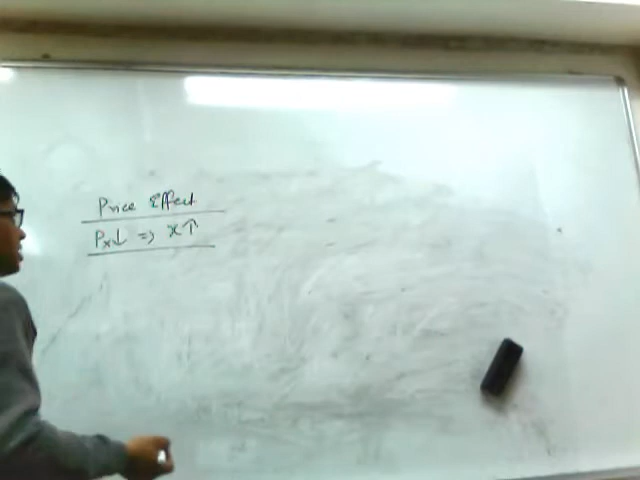 Price Effect
Px↓ => x↑